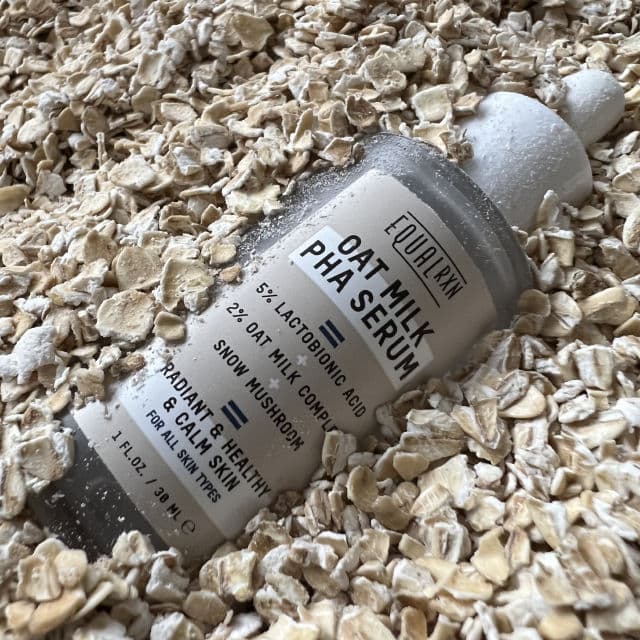 EQUALRXN
OAT MILK
PHA SERUM
=
5% LACTOBIONIC ACID
+
2% OAT MILK
+
SNOW MUSHROOM
=
RADIANT & HEALTHY
& CALM SKIN
FOR ALL SKIN TYPES
1 FL.OZ. / 30 ML ℮